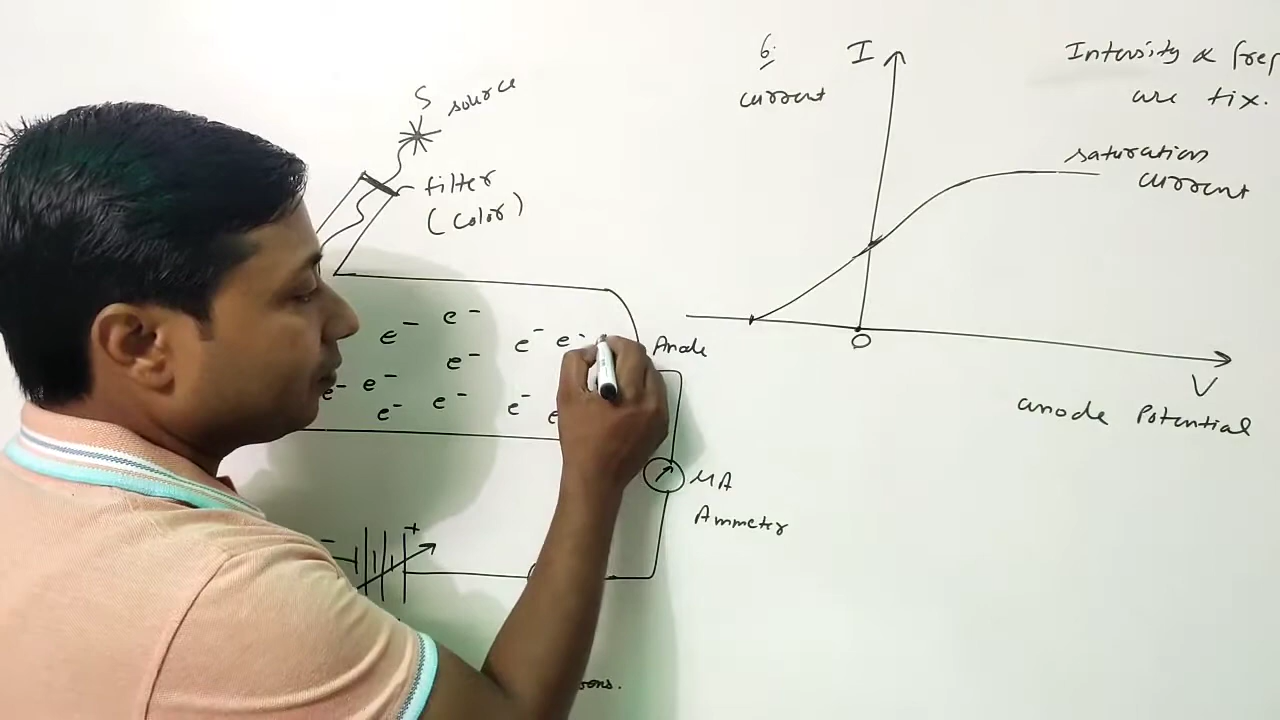 S source
filter
(color)
e⁻ e⁻ e⁻ e⁻
e⁻
e⁻ e⁻ e⁻ e⁻
e⁻
Anode
μA
Ammeter
− +
6.
current
I
Intensity & freq
are fix.
saturation
current
O
V
anode Potential